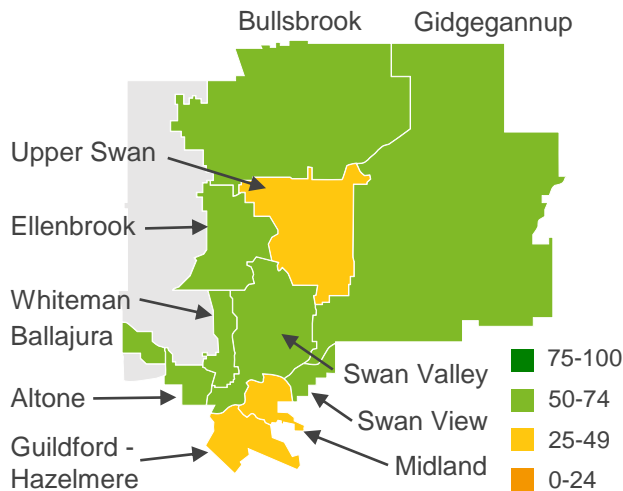 Bullsbrook
Gidgegannup
Upper Swan
Ellenbrook
Whiteman
Ballajura
Altone
Guildford -
Hazelmere
Swan Valley
Swan View
Midland
75-100
50-74
25-49
0-24